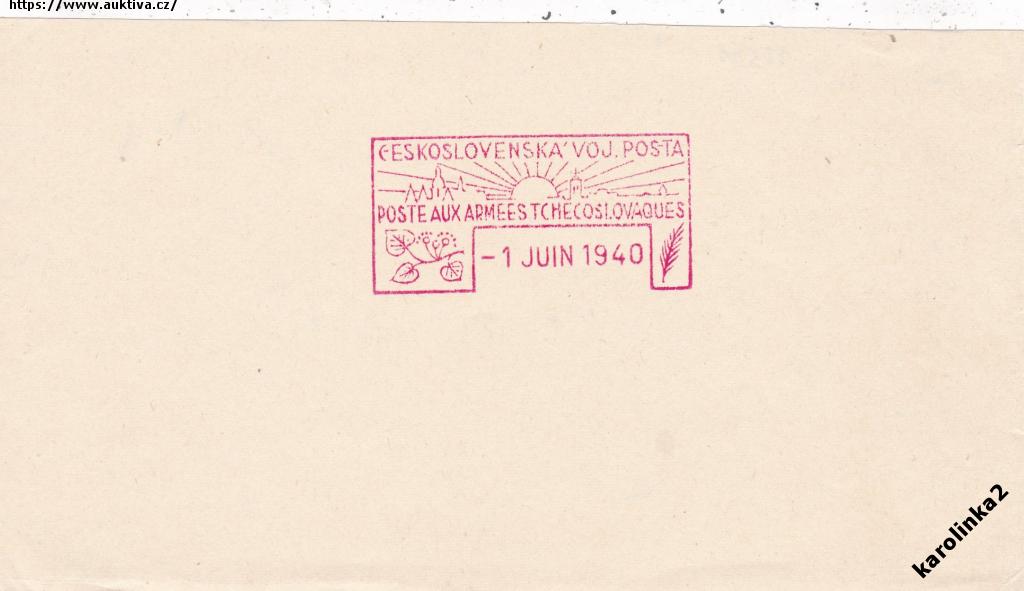 https://www.auktiva.cz/
ČESKOSLOVENSKÁ VOJ. POŠTA
POSTE AUX ARMÉES TCHÉCOSLOVAQUES
-1 JUIN 1940
karolinka2